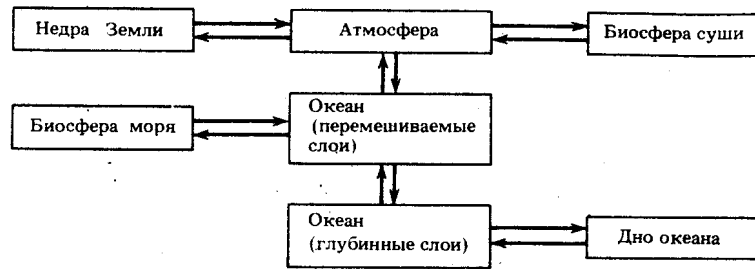 Недра Земли
Атмосфера
Биосфера суши
Биосфера моря
Океан
(перемешиваемые
слои)
Океан
(глубинные слои)
Дно океана